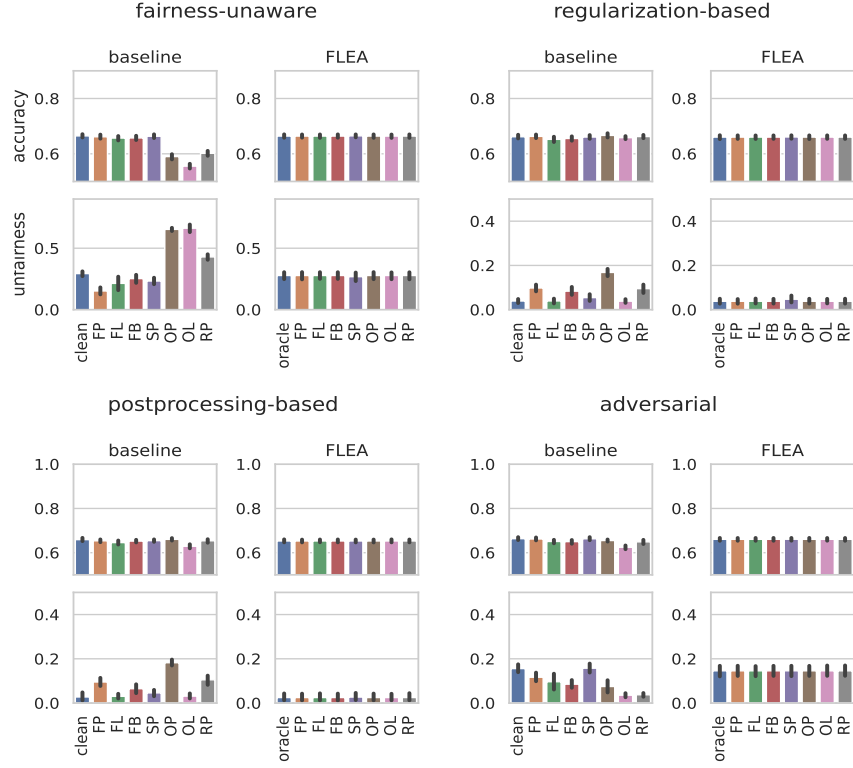 fairness-unaware regularization-based
baseline FLEA baseline FLEA
accuracy
0.8 0.8 0.8 0.8
0.6 0.6 0.6 0.6
unfairness
0.5 0.5 0.4 0.4
0.2 0.2
0.0 0.0 0.0 0.0
clean FP FL FB SP OP OL RP oracle FP FL FB SP OP OL RP clean FP FL FB SP OP OL RP oracle FP FL FB SP OP OL RP
postprocessing-based adversarial
baseline FLEA baseline FLEA
1.0 1.0 1.0 1.0
0.8 0.8 0.8 0.8
0.6 0.6 0.6 0.6
0.4 0.4 0.4 0.4
0.2 0.2 0.2 0.2
0.0 0.0 0.0 0.0
clean FP FL FB SP OP OL RP oracle FP FL FB SP OP OL RP clean FP FL FB SP OP OL RP oracle FP FL FB SP OP OL RP